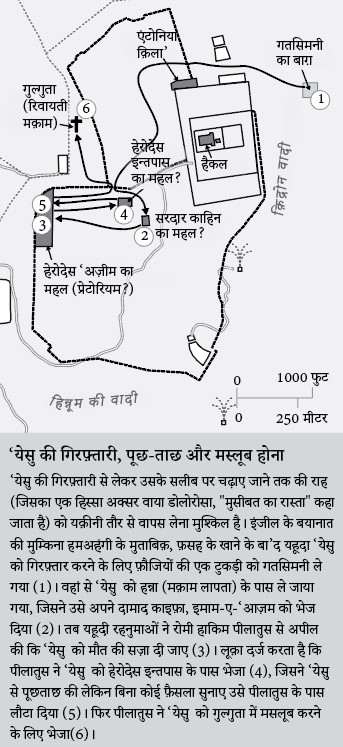 एंटोनिया
क़िला'
गतसिमनी
का बाग़
1
गुल्गुता
(रिवायती
मक़ाम)
6
हेरोदेस
इन्तपास
का महल?
हैकल
क़िद्रोन वादी
5
4
3
सरदार काहिन
का महल?
2
हेरोदेस 'अज़ीम का
महल (प्रेटोरियम?)
0 1000 फुट
0 250 मीटर
हिन्नूम की वादी
'येसु की गिरफ़्तारी, पूछ-ताछ और मस्लूब होना
'येसु की गिरफ़्तारी से लेकर उसके सलीब पर चढ़ाए जाने तक की राह
(जिसका एक हिस्सा अक्सर वाया डोलोरोसा, "मुसीबत का रास्ता" कहा
जाता है) को यक़ीनी तौर से वापस लेना मुश्किल है। इंजील के बयानात
की मुम्किना हमअहंगी के मुताबिक़, फ़सह के खाने के बा'द यहूदा 'येसु
को गिरफ़्तार करने के लिए फ़ौजियों की एक टुकड़ी को गतसिमनी ले
गया (1)। वहां से 'येसु को हन्ना (मक़ाम लापता) के पास ले जाया
गया, जिसने उसे अपने दामाद काइफ़ा, इमाम-ए-'आज़म को भेज
दिया (2)। तब यहूदी रहनुमाओं ने रोमी हाकिम पीलातुस से अपील
की कि 'येसु को मौत की सज़ा दी जाए (3)। लूक़ा दर्ज करता है कि
पीलातुस ने 'येसु को हेरोदेस इन्तपास के पास भेजा (4), जिसने 'येसु
से पूछताछ की लेकिन बिना कोई फ़ैसला सुनाए उसे पीलातुस के पास
लौटा दिया (5)। फिर पीलातुस ने 'येसु को गुल्गुता में मसलूब करने
के लिए भेजा(6)।